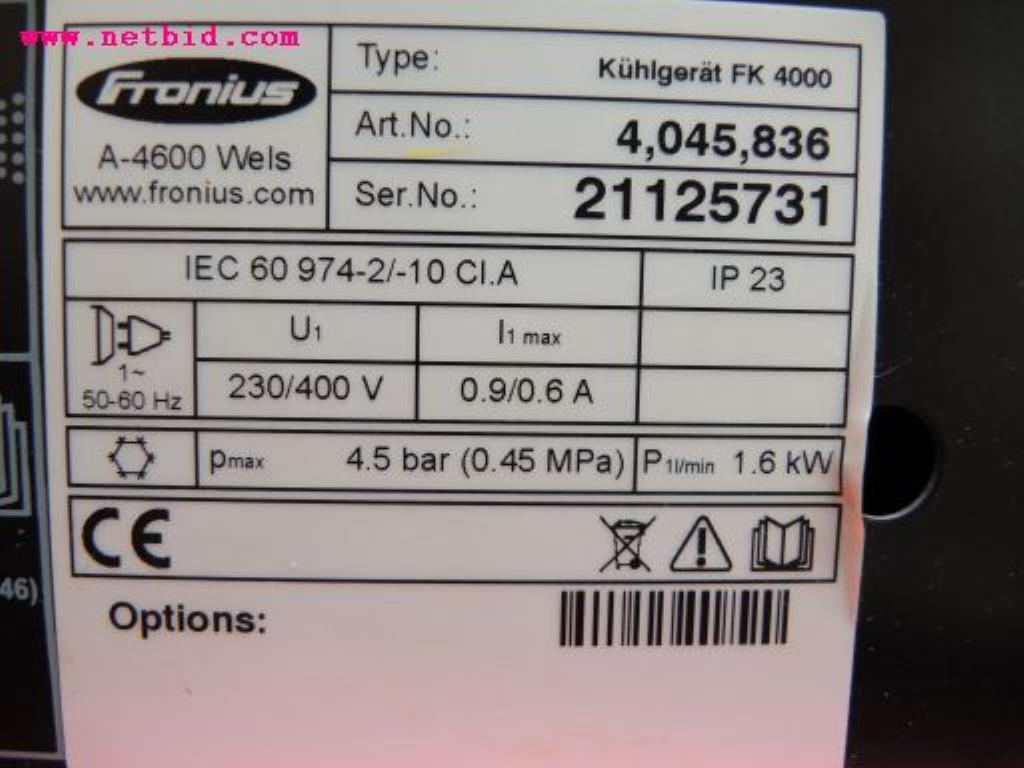 www.netbid.com
Fronius
A-4600 Wels
www.fronius.com
Type: Kühlgerät FK 4000
Art.No.: 4,045,836
Ser.No.: 21125731
IEC 60 974-2/-10 Cl.A IP 23
1~
50-60 Hz
U1 I1 max
230/400 V 0.9/0.6 A
pmax 4.5 bar (0.45 MPa) P1l/min 1.6 kW
CE
Options:
46)